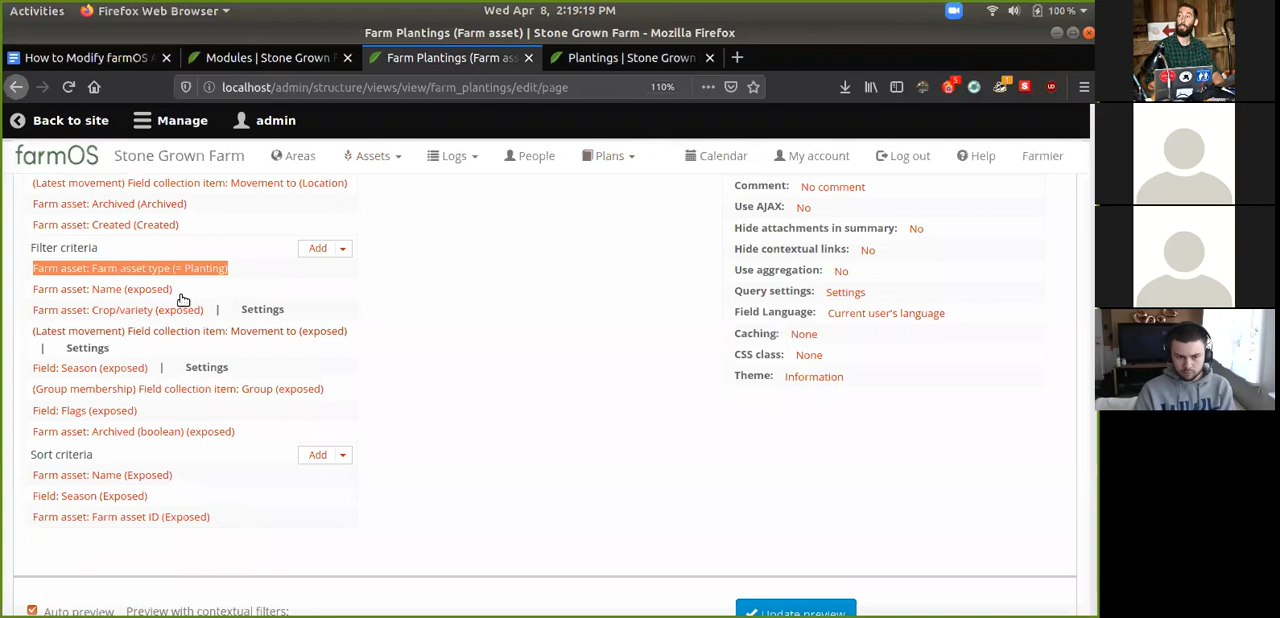 Activities Firefox Web Browser Wed Apr 8, 2:19:19 PM 100 %
Farm Plantings (Farm asset) | Stone Grown Farm - Mozilla Firefox
How to Modify farmOS A Modules | Stone Grown F Farm Plantings (Farm ass Plantings | Stone Grown
localhost/admin/structure/views/view/farm_plantings/edit/page 110%
Back to site Manage admin
farmOS Stone Grown Farm Areas Assets Logs People Plans Calendar My account Log out Help Farmier
(Latest movement) Field collection item: Movement to (Location)
Farm asset: Archived (Archived)
Farm asset: Created (Created)
Filter criteria Add
Farm asset: Farm asset type (= Planting)
Farm asset: Name (exposed)
Farm asset: Crop/variety (exposed) | Settings
(Latest movement) Field collection item: Movement to (exposed)
| Settings
Field: Season (exposed) | Settings
(Group membership) Field collection item: Group (exposed)
Field: Flags (exposed)
Farm asset: Archived (boolean) (exposed)
Sort criteria Add
Farm asset: Name (Exposed)
Field: Season (Exposed)
Farm asset: Farm asset ID (Exposed)
Comment: No comment
Use AJAX: No
Hide attachments in summary: No
Hide contextual links: No
Use aggregation: No
Query settings: Settings
Field Language: Current user's language
Caching: None
CSS class: None
Theme: Information
Auto preview Preview with contextual filters: Update preview